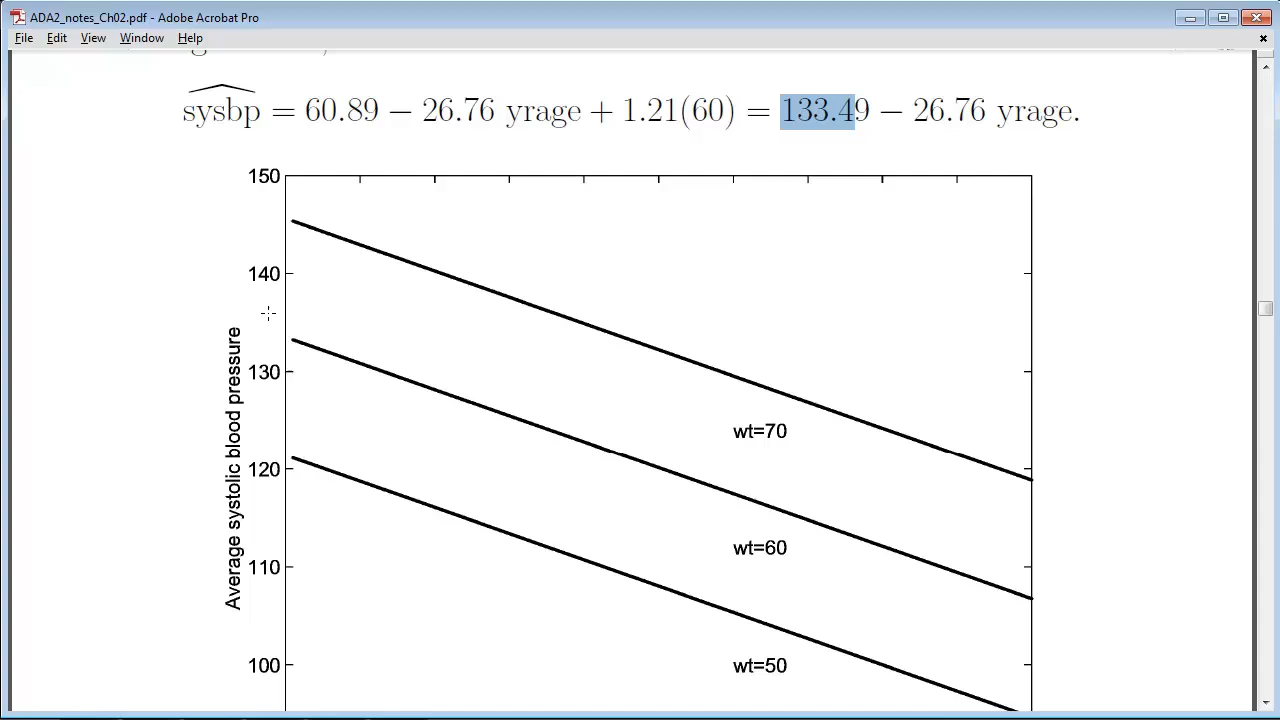 ADA2_notes_Ch02.pdf - Adobe Acrobat Pro
File Edit View Window Help
sysbp = 60.89 − 26.76 yrage + 1.21(60) = 133.49 − 26.76 yrage.
150
140
130
120
110
100
Average systolic blood pressure
wt=70
wt=60
wt=50